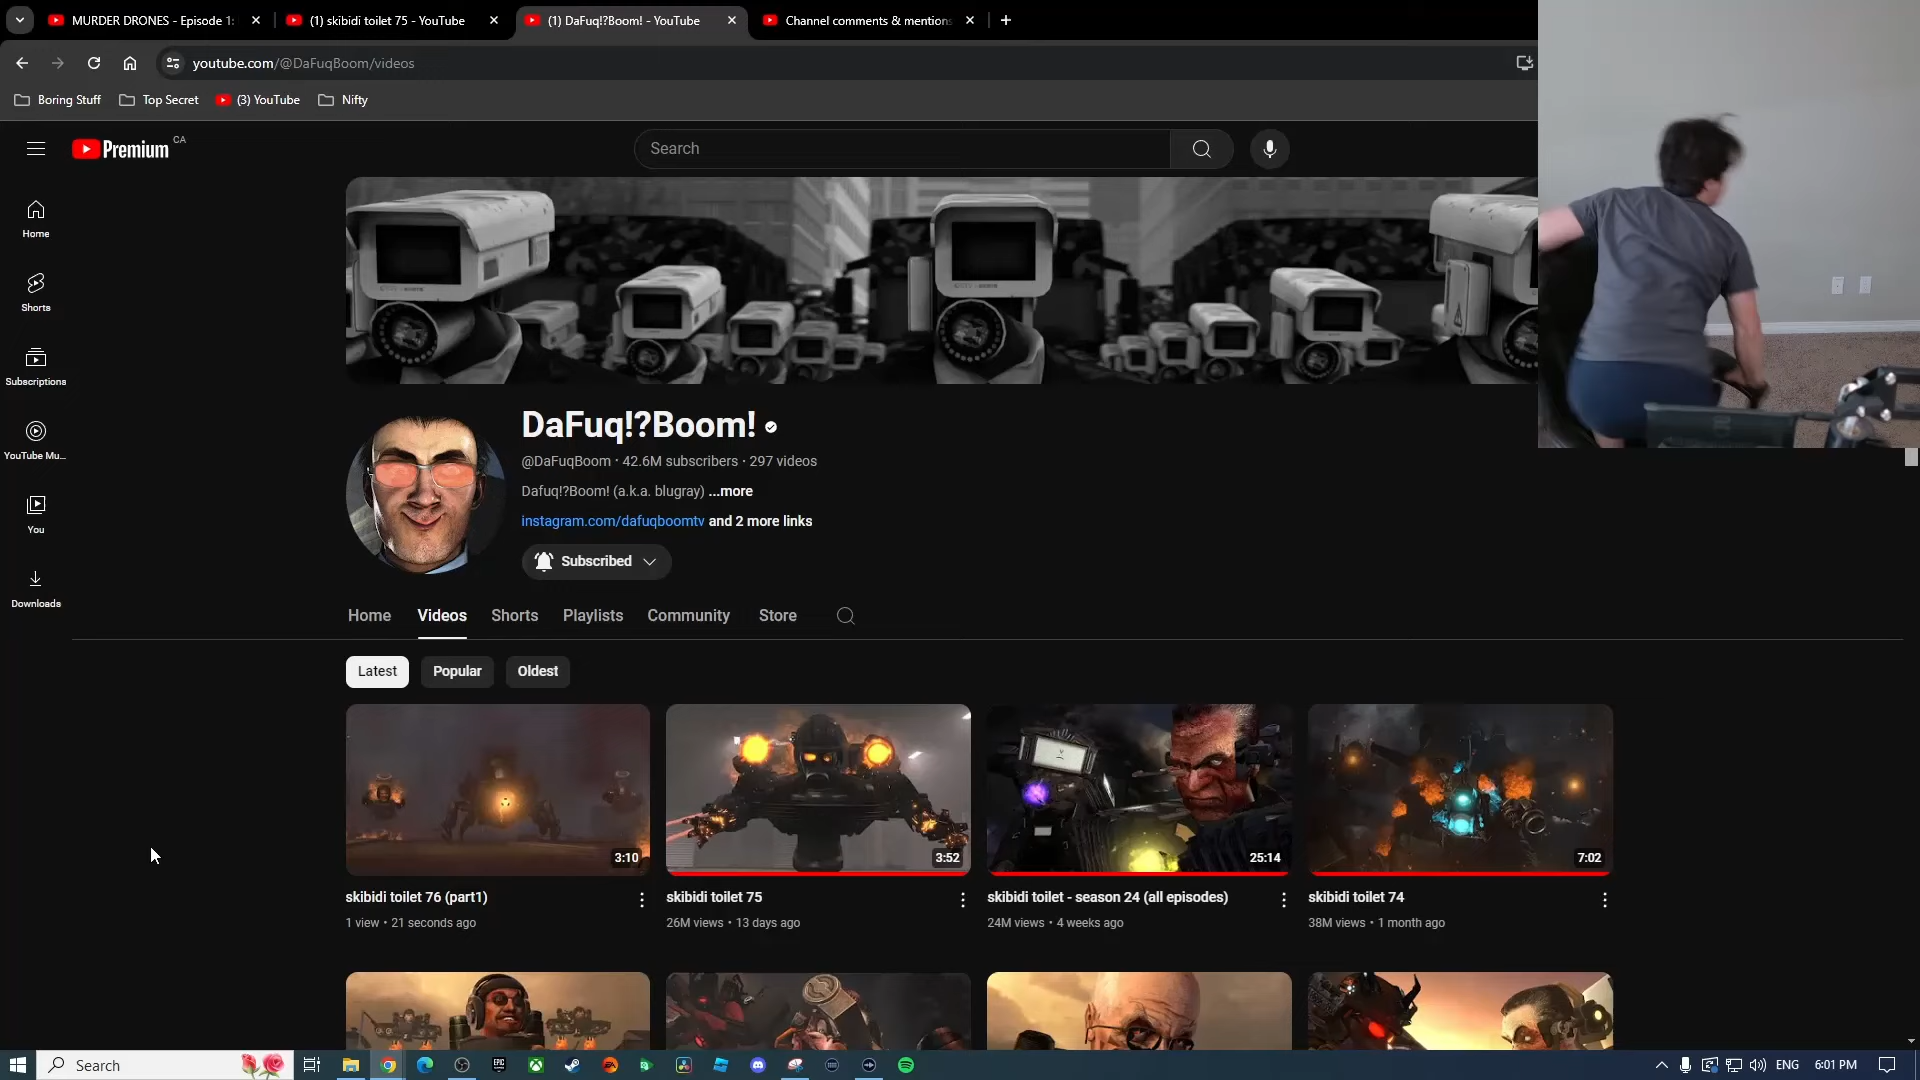 MURDER DRONES - Episode 1:
(1) skibidi toilet 75 - YouTube
(1) DaFuq!?Boom! - YouTube
Channel comments & mentions
youtube.com/@DaFuqBoom/videos
Boring Stuff
Top Secret
(3) YouTube
Nifty
Premium
CA
Search
Home
Shorts
Subscriptions
YouTube Mu...
You
Downloads
DaFuq!?Boom!
@DaFuqBoom · 42.6M subscribers · 297 videos
Dafuq!?Boom! (a.k.a. blugray) ...more
instagram.com/dafuqboomtv and 2 more links
Subscribed
Home Videos Shorts Playlists Community Store
Latest Popular Oldest
3:10
3:52
25:14
7:02
skibidi toilet 76 (part1)
1 view • 21 seconds ago
skibidi toilet 75
26M views • 13 days ago
skibidi toilet - season 24 (all episodes)
24M views • 4 weeks ago
skibidi toilet 74
38M views • 1 month ago
Search
EPIC
ENG
6:01 PM